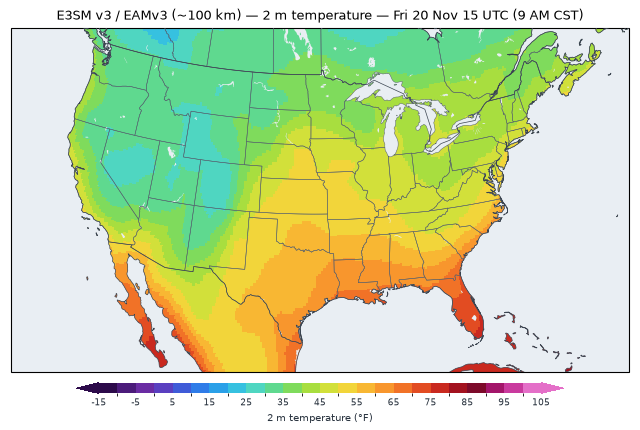 E3SM v3 / EAMv3 (~100 km) — 2 m temperature — Fri 20 Nov 15 UTC (9 AM CST)
-15 -5 5 15 25 35 45 55 65 75 85 95 105
2 m temperature (°F)